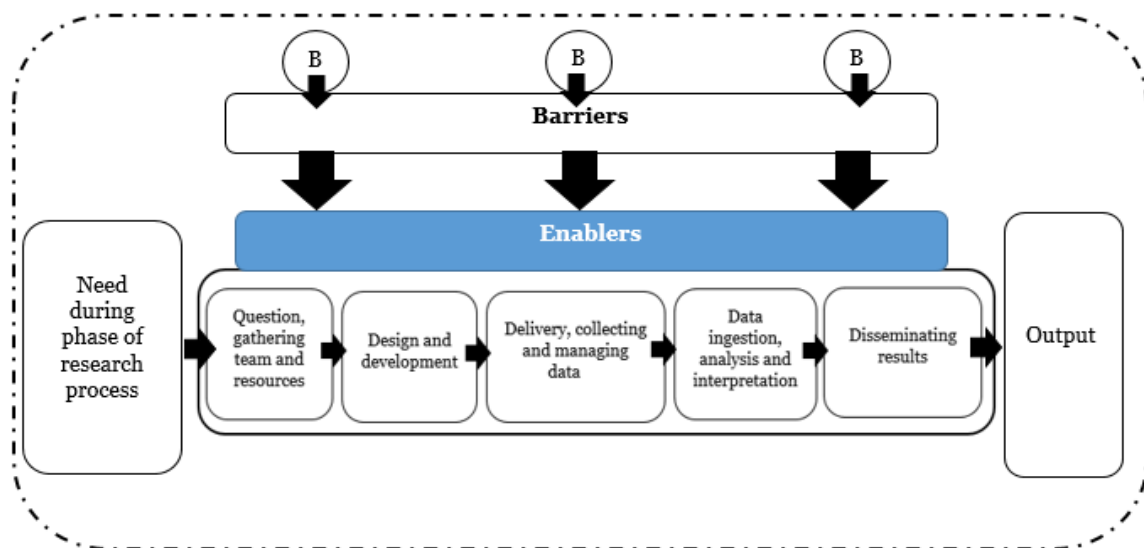 B
B
B
Barriers
Enablers
Need
during
phase of
research
process
Question,
gathering
team and
resources
Design and
development
Delivery, collecting
and managing
data
Data
ingestion,
analysis and
interpretation
Disseminating
results
Output